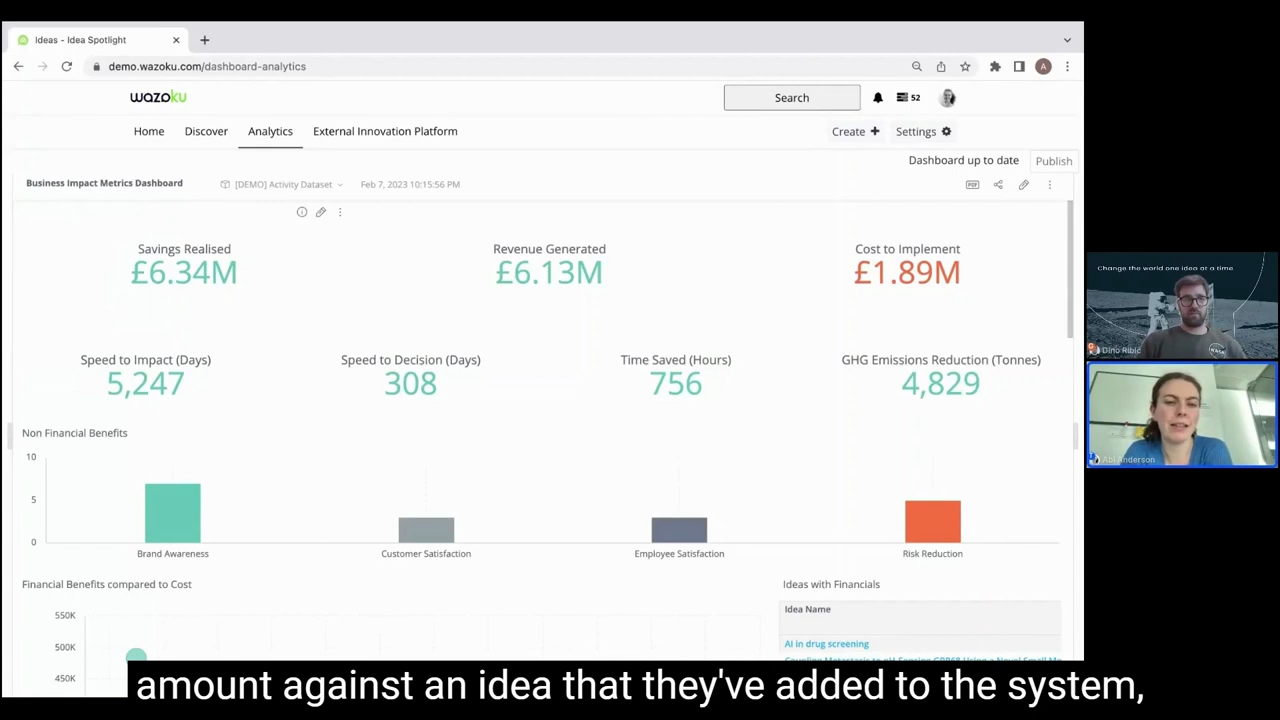 Ideas - Idea Spotlight
demo.wazoku.com/dashboard-analytics
A
wazoku
Search
52
Home Discover Analytics External Innovation Platform
Create Settings
Dashboard up to date Publish
Business Impact Metrics Dashboard [DEMO] Activity Dataset Feb 7, 2023 10:15:56 PM
PDF
Savings Realised Revenue Generated Cost to Implement
£6.34M £6.13M £1.89M
Speed to Impact (Days) Speed to Decision (Days) Time Saved (Hours) GHG Emissions Reduction (Tonnes)
5,247 308 756 4,829
Non Financial Benefits
10
5
0
Brand Awareness Customer Satisfaction Employee Satisfaction Risk Reduction
Financial Benefits compared to Cost Ideas with Financials
550K
Idea Name
500K
AI in drug screening
450K
Change the world one idea at a time
Dino Ribic
Abi Anderson
amount against an idea that they've added to the system,